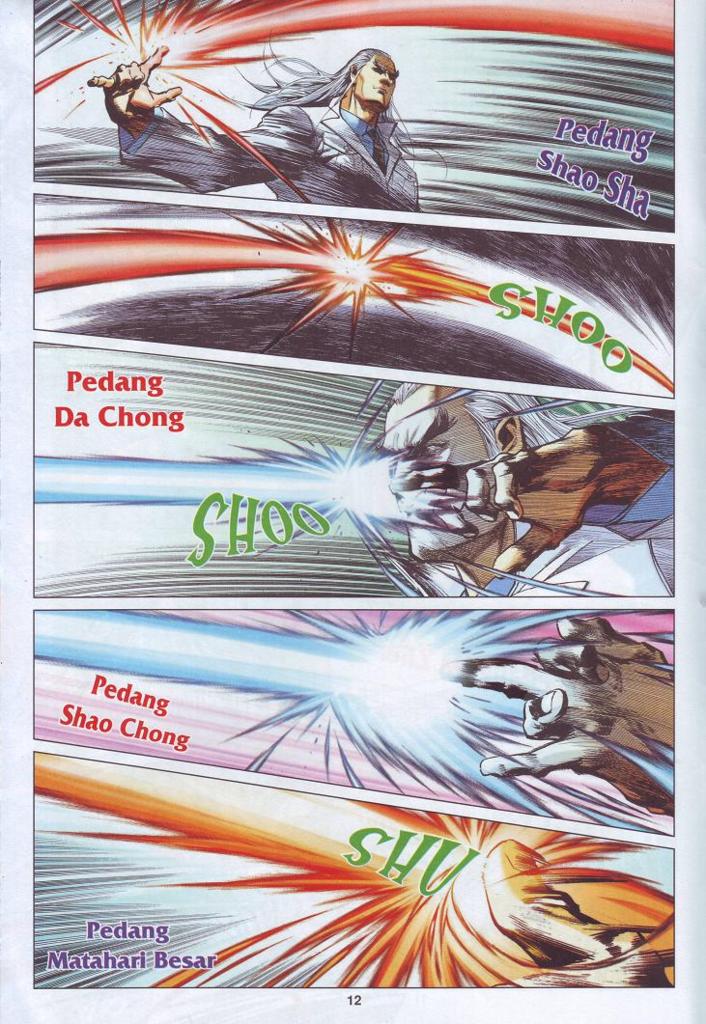 Pedang
Shao Sha
SHOO
Pedang
Da Chong
SHOO
Pedang
Shao Chong
SHU
Pedang
Matahari Besar
12